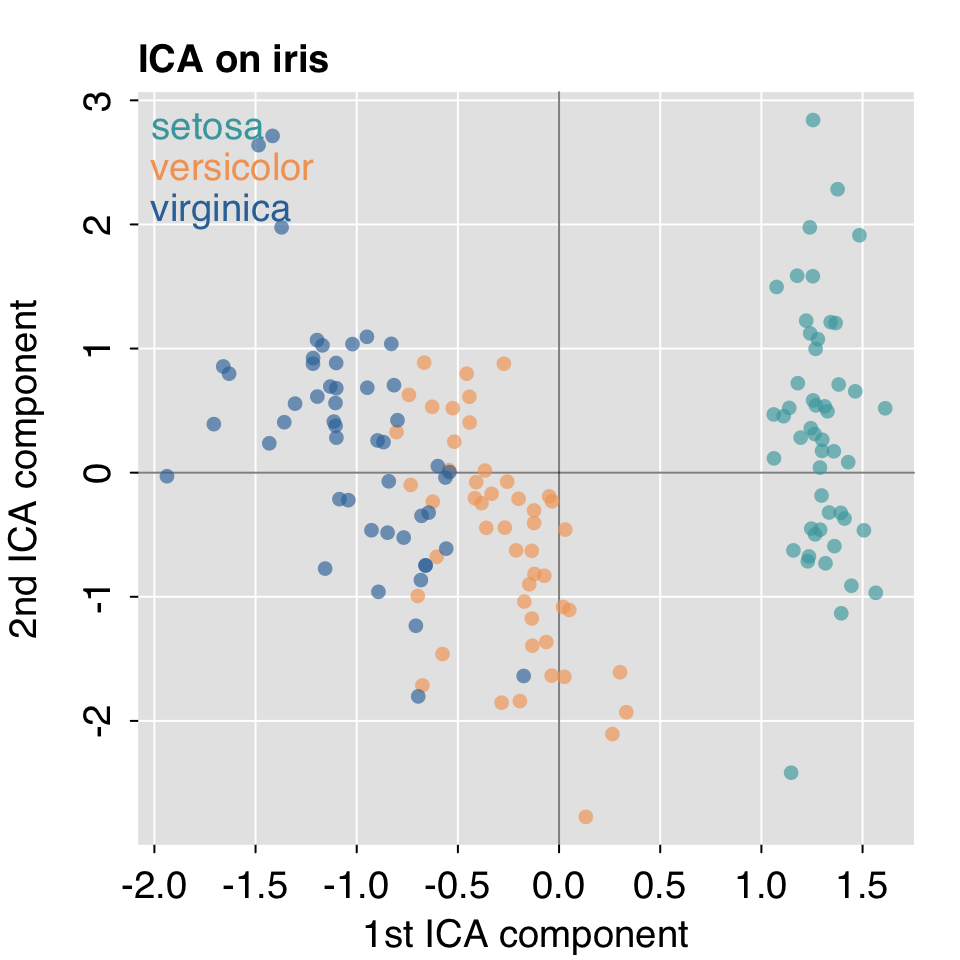 ICA on iris
setosa
versicolor
virginica
3
2
1
0
-1
-2
2nd ICA component
-2.0 -1.5 -1.0 -0.5 0.0 0.5 1.0 1.5
1st ICA component